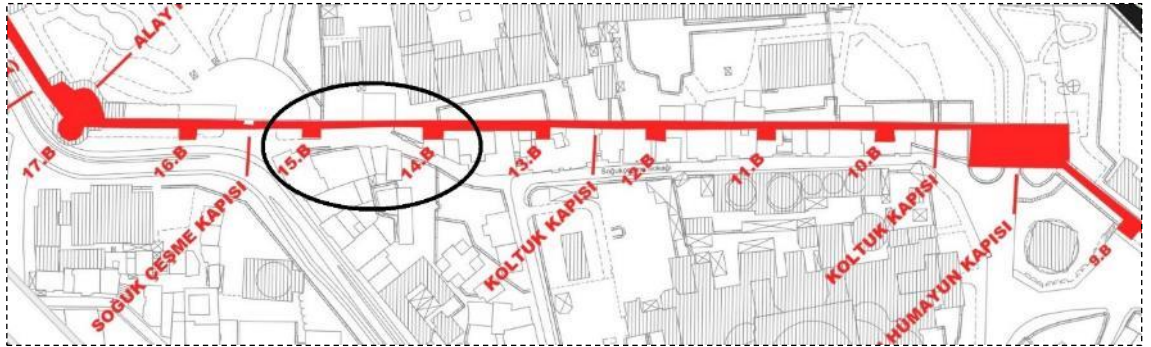 ALAY
17.B
16.B
SOĞUK ÇEŞME KAPISI
15.B
14.B
13.B
KOLTUK KAPISI
12.B
11.B
10.B
KOLTUK KAPISI
HÜMAYUN KAPISI
9.B